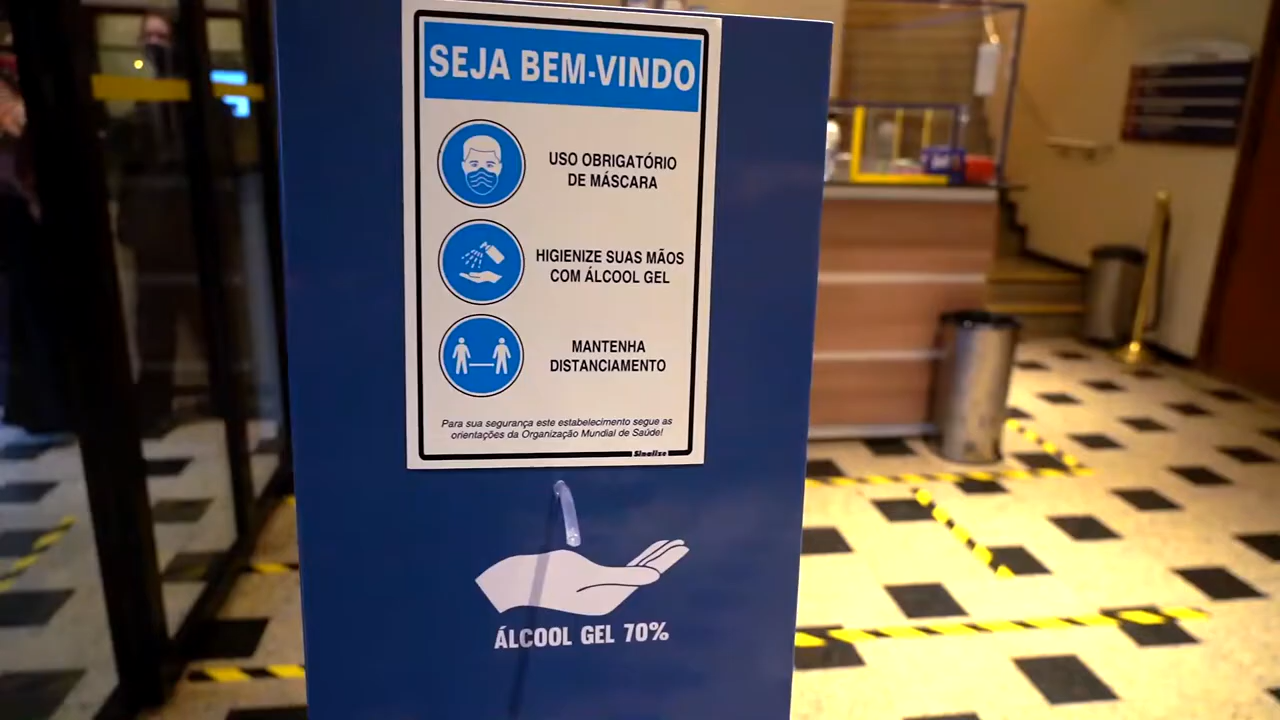 SEJA BEM-VINDO
USO OBRIGATÓRIO
DE MÁSCARA
HIGIENIZE SUAS MÃOS
COM ÁLCOOL GEL
MANTENHA
DISTANCIAMENTO
Para sua segurança este estabelecimento segue as
orientações da Organização Mundial de Saúde!
Sinalize
ÁLCOOL GEL 70%